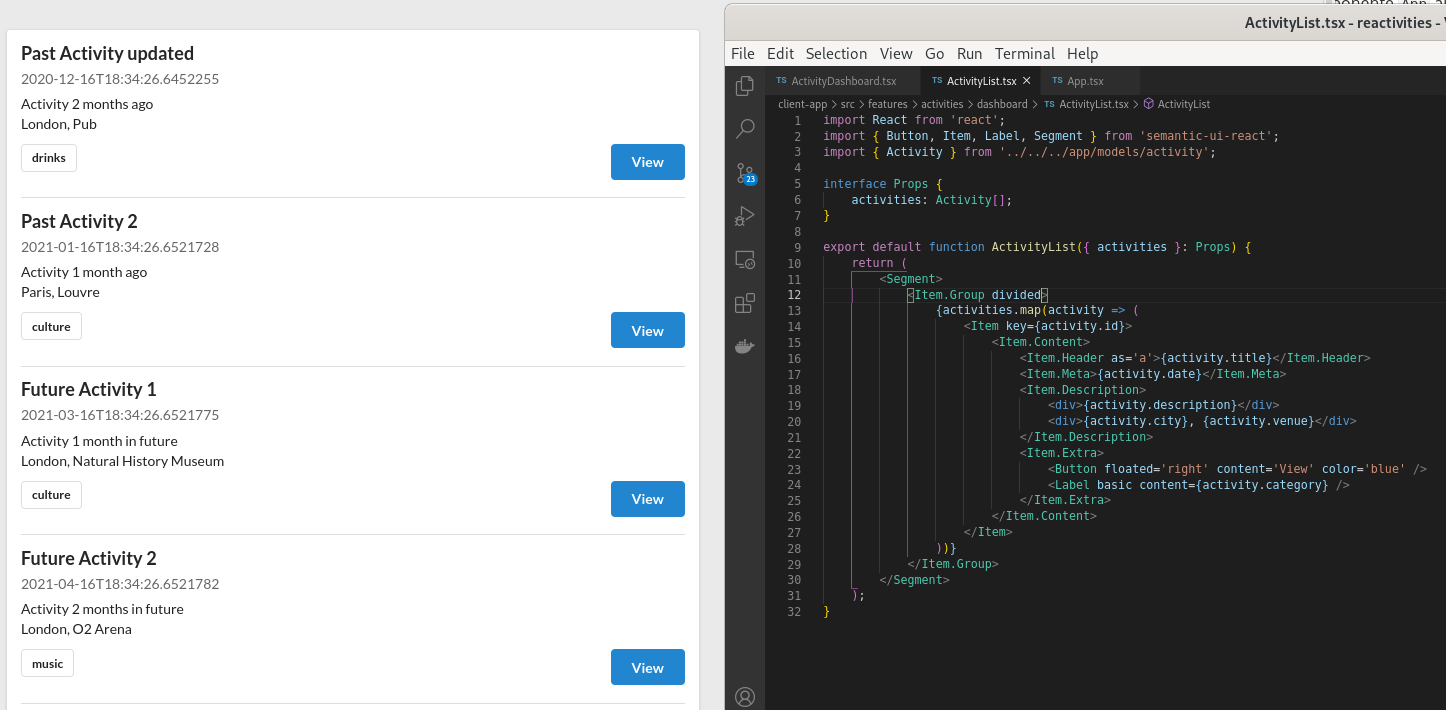 Past Activity updated
2020-12-16T18:34:26.6452255
Activity 2 months ago
London, Pub
drinks
View
Past Activity 2
2021-01-16T18:34:26.6521728
Activity 1 month ago
Paris, Louvre
culture
View
Future Activity 1
2021-03-16T18:34:26.6521775
Activity 1 month in future
London, Natural History Museum
culture
View
Future Activity 2
2021-04-16T18:34:26.6521782
Activity 2 months in future
London, O2 Arena
music
View
ActivityList.tsx - reactivities -
File Edit Selection View Go Run Terminal Help
TS ActivityDashboard.tsx TS ActivityList.tsx × TS App.tsx
client-app > src > features > activities > dashboard > TS ActivityList.tsx > ActivityList
23
1 import React from 'react';
2 import { Button, Item, Label, Segment } from 'semantic-ui-react';
3 import { Activity } from '../../../app/models/activity';
4
5 interface Props {
6     activities: Activity[];
7 }
8
9 export default function ActivityList({ activities }: Props) {
10     return (
11         <Segment>
12             <Item.Group divided>
13                 {activities.map(activity => (
14                     <Item key={activity.id}>
15                         <Item.Content>
16                             <Item.Header as='a'>{activity.title}</Item.Header>
17                             <Item.Meta>{activity.date}</Item.Meta>
18                             <Item.Description>
19                                 <div>{activity.description}</div>
20                                 <div>{activity.city}, {activity.venue}</div>
21                             </Item.Description>
22                             <Item.Extra>
23                                 <Button floated='right' content='View' color='blue' />
24                                 <Label basic content={activity.category} />
25                             </Item.Extra>
26                         </Item.Content>
27                     </Item>
28                 ))}
29             </Item.Group>
30         </Segment>
31     );
32 }